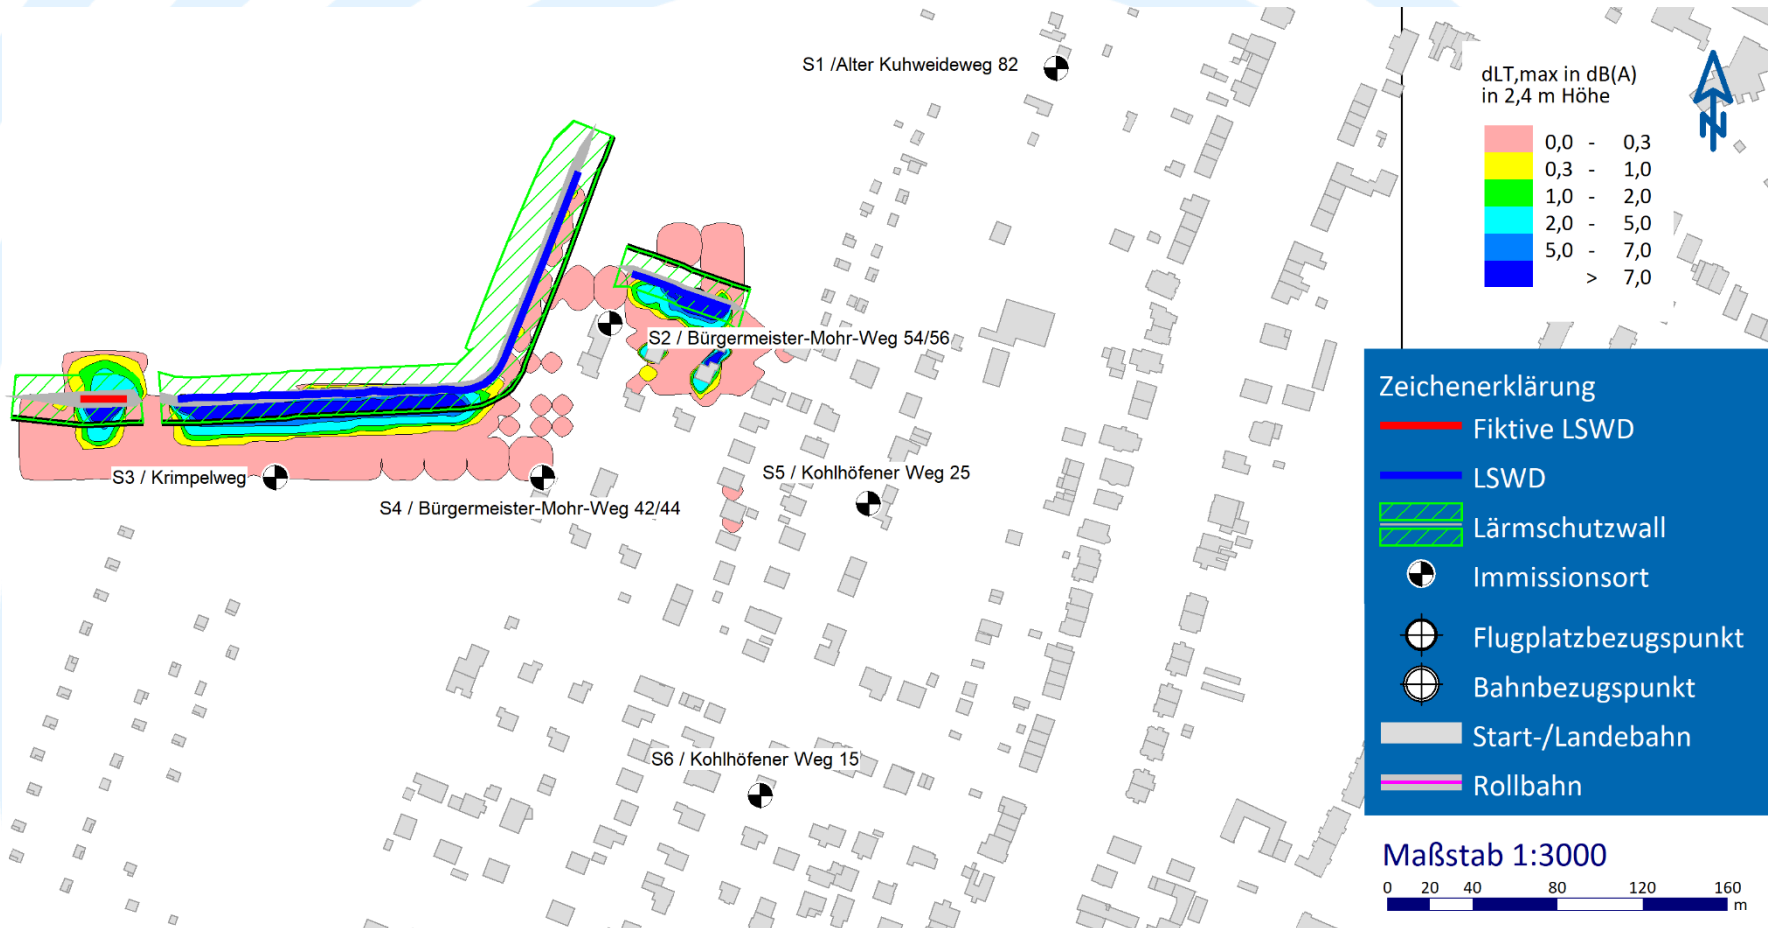 S1 /Alter Kuhweideweg 82
dLT,max in dB(A)
in 2,4 m Höhe
N
0,0 - 0,3
0,3 - 1,0
1,0 - 2,0
2,0 - 5,0
5,0 - 7,0
> 7,0
S2 / Bürgermeister-Mohr-Weg 54/56
S3 / Krimpelweg
S4 / Bürgermeister-Mohr-Weg 42/44
S5 / Kohlhöfener Weg 25
S6 / Kohlhöfener Weg 15
Zeichenerklärung
Fiktive LSWD
LSWD
Lärmschutzwall
Immissionsort
Flugplatzbezugspunkt
Bahnbezugspunkt
Start-/Landebahn
Rollbahn
Maßstab 1:3000
0 20 40 80 120 160
m